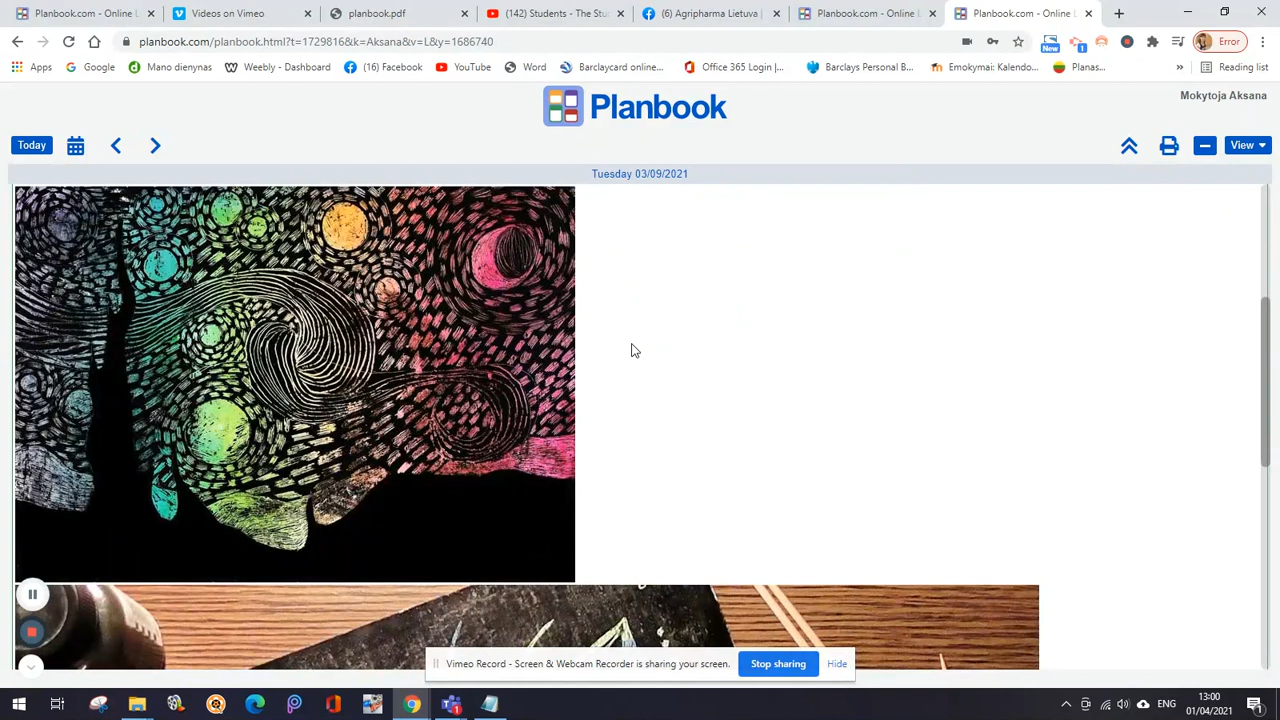 Planbook.com - Online L
Videos on Vimeo
planbook.pdf
(142) Students - The Stu
(6) Agripharma Lietuva |
Planbook.com - Online L
Planbook.com - Online L
planbook.com/planbook.html?t=1729816&k=Aksana&v=L&y=1686740
New
1
Error
Apps
Google
Mano dienynas
Weebly - Dashboard
(16) Facebook
YouTube
Word
Barclaycard online...
Office 365 Login |...
Barclays Personal B...
Emokymai: Kalendo...
Planas...
»
Reading list
Planbook
Mokytoja Aksana
Today
View
Tuesday 03/09/2021
Vimeo Record - Screen & Webcam Recorder is sharing your screen.
Stop sharing
Hide
1
ENG
13:00
01/04/2021